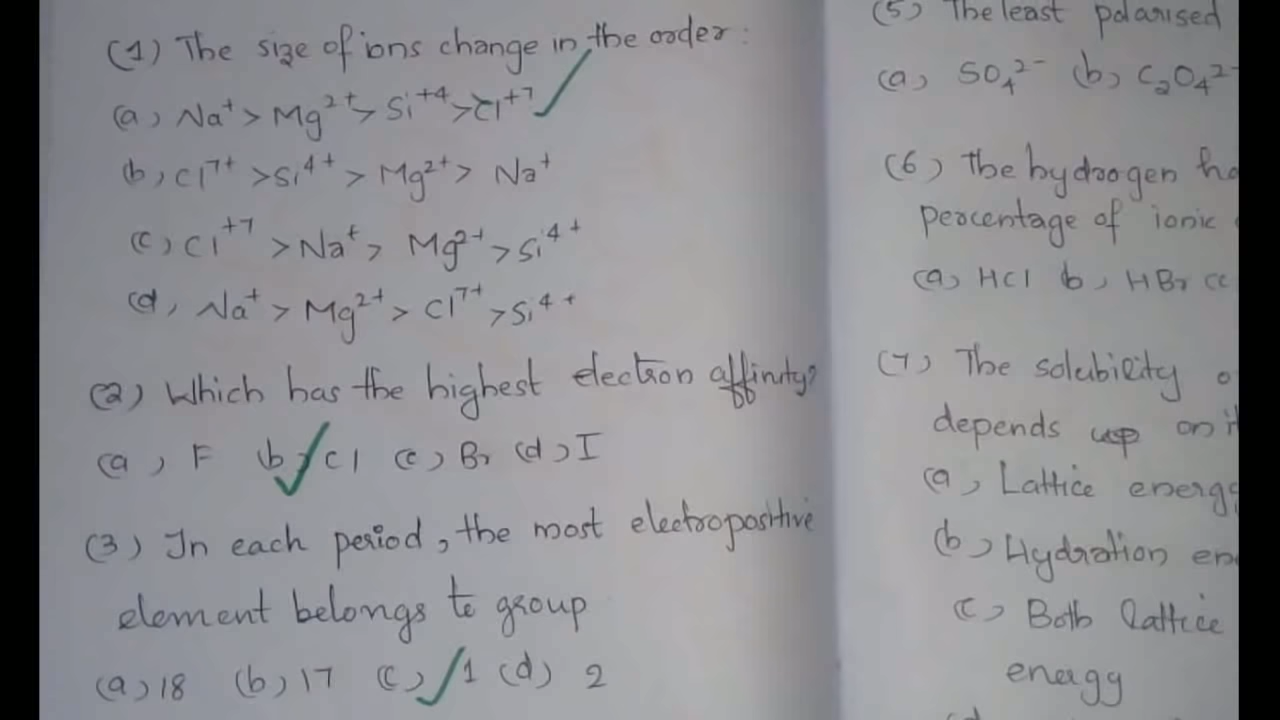 (1) The size of ions change in the order:
(a) Na⁺ > Mg²⁺ > Si⁺⁴ > Cl⁺⁷
(b) Cl⁷⁺ > Si⁴⁺ > Mg²⁺ > Na⁺
(c) Cl⁺⁷ > Na⁺ > Mg²⁺ > Si⁴⁺
(d) Na⁺ > Mg²⁺ > Cl⁷⁺ > Si⁴⁺
(2) Which has the highest electron affinity?
(a) F (b) Cl (c) Br (d) I
(3) In each period, the most electropositive
element belongs to group
(a) 18 (b) 17 (c) 1 (d) 2
(5) The least polarised
(a) SO₄²⁻ (b) C₂O₄²⁻
(6) The hydrogen ha
percentage of ionic
(a) HCl (b) HBr (c
(7) The solubility o
depends up on it
(a) Lattice energy
(b) Hydration en
(c) Both lattice
energy